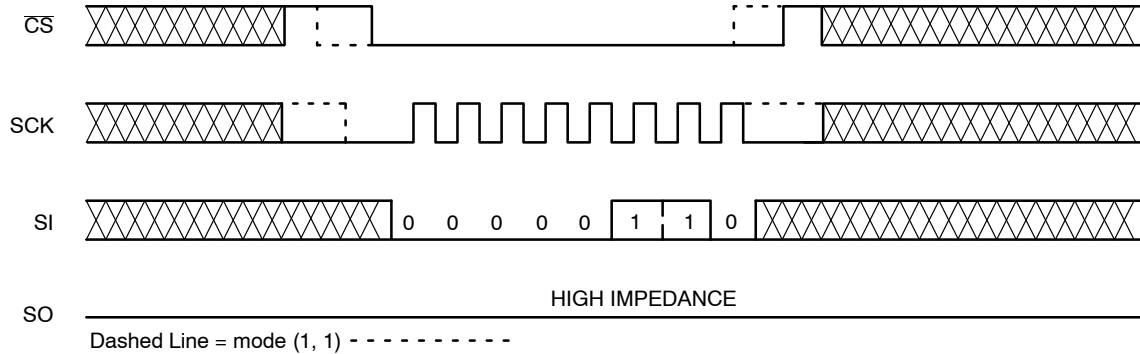 CS
SCK
SI 0 0 0 0 0 1 1 0
SO HIGH IMPEDANCE
Dashed Line = mode (1, 1)